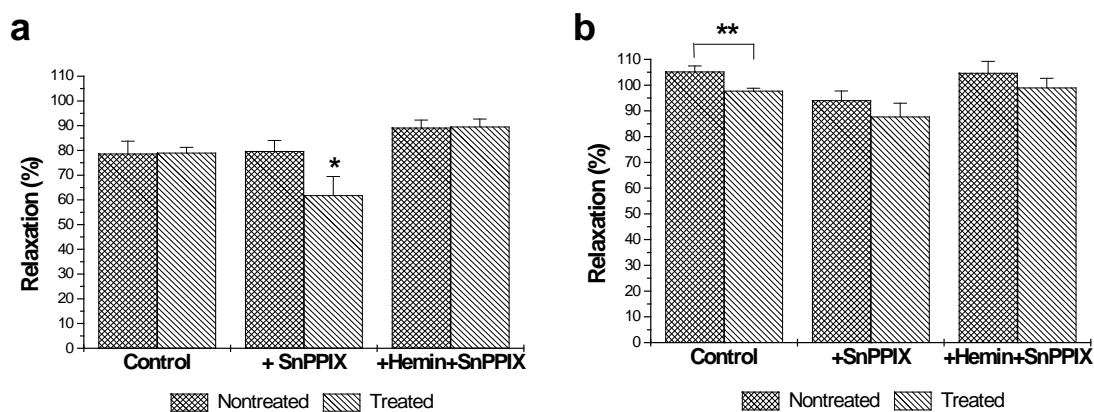 a
Relaxation (%)
110
100
90
80
70
60
50
40
30
20
10
0
*
Control
+ SnPPIX
+Hemin+SnPPIX
Nontreated
Treated
b
Relaxation (%)
110
100
90
80
70
60
50
40
30
20
10
0
**
Control
+SnPPIX
+Hemin+SnPPIX
Nontreated
Treated